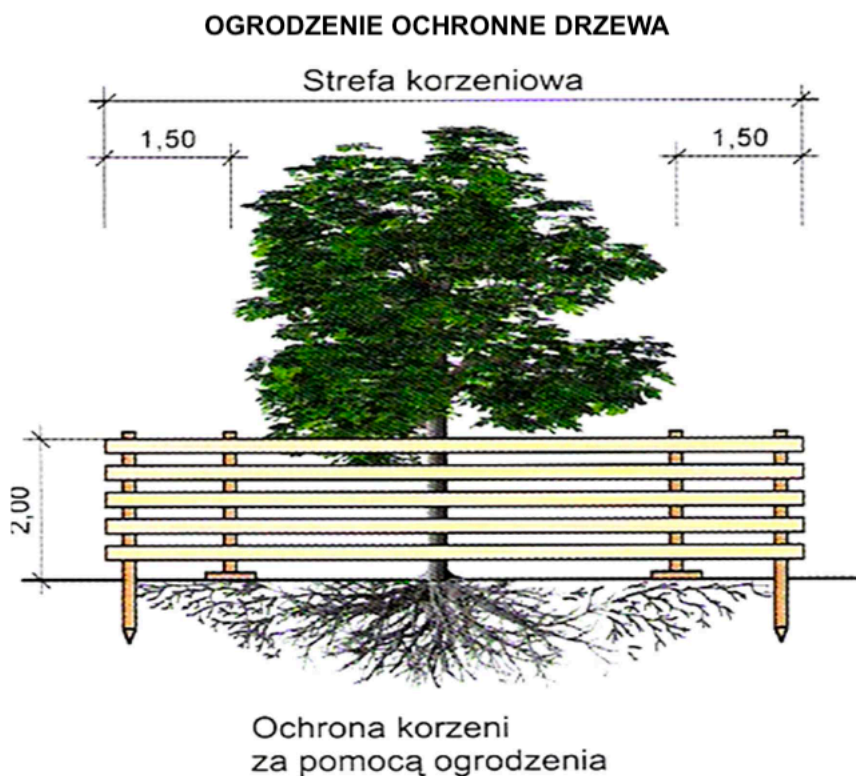 OGRODZENIE OCHRONNE DRZEWA
Strefa korzeniowa
1,50
1,50
2,00
Ochrona korzeni
za pomocą ogrodzenia